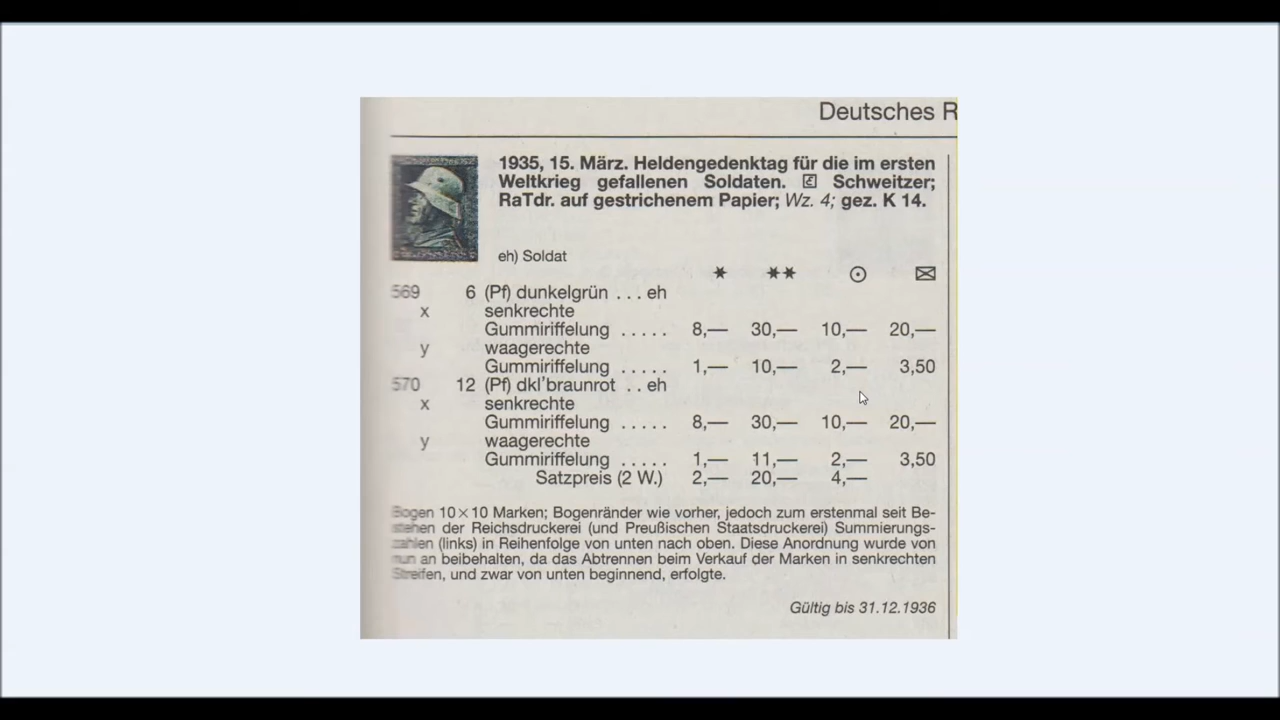 Deutsches R
1935, 15. März. Heldengedenktag für die im ersten
Weltkrieg gefallenen Soldaten. Schweitzer;
RaTdr. auf gestrichenem Papier; Wz. 4; gez. K 14.
eh) Soldat
★ ★★ ⊙ ✉
569 6 (Pf) dunkelgrün . . . eh
x senkrechte
Gummiriffelung . . . . . 8,— 30,— 10,— 20,—
y waagerechte
Gummiriffelung . . . . . 1,— 10,— 2,— 3,50
570 12 (Pf) dkl'braunrot . . eh
x senkrechte
Gummiriffelung . . . . . 8,— 30,— 10,— 20,—
y waagerechte
Gummiriffelung . . . . . 1,— 11,— 2,— 3,50
Satzpreis (2 W.) 2,— 20,— 4,—
Bogen 10×10 Marken; Bogenränder wie vorher, jedoch zum erstenmal seit Be-
stehen der Reichsdruckerei (und Preußischen Staatsdruckerei) Summierungs-
zahlen (links) in Reihenfolge von unten nach oben. Diese Anordnung wurde von
nun an beibehalten, da das Abtrennen beim Verkauf der Marken in senkrechten
Streifen, und zwar von unten beginnend, erfolgte.
Gültig bis 31.12.1936